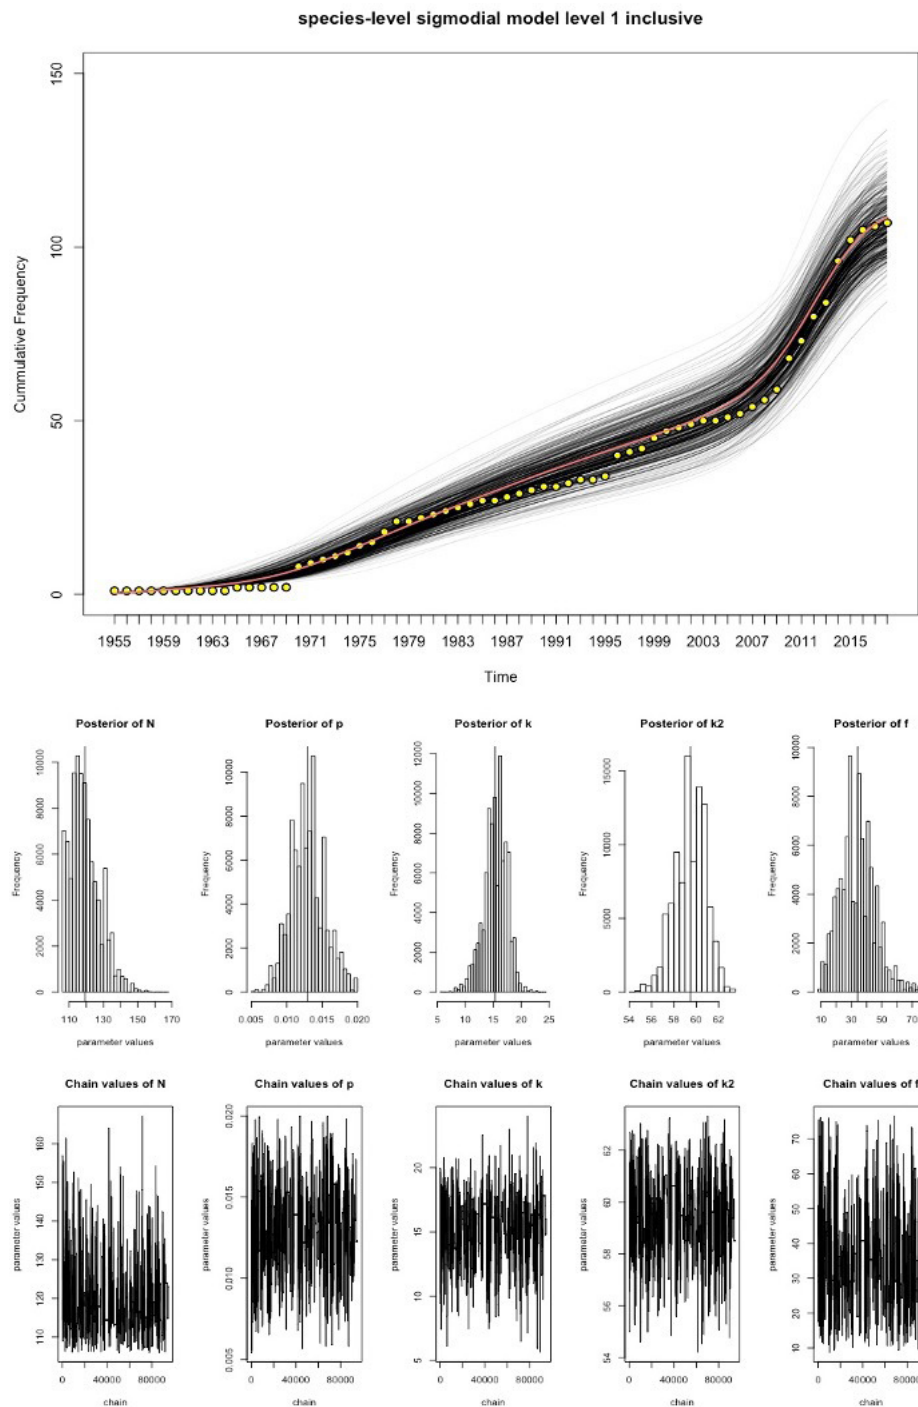 species-level sigmodial model level 1 inclusive
150
100
50
0
Cummulative Frequency
1955 1959 1963 1967 1971 1975 1979 1983 1987 1991 1995 1999 2003 2007 2011 2015
Time
Posterior of N Posterior of p Posterior of k Posterior of k2 Posterior of f
Frequency Frequency Frequency Frequency Frequency
0 2000 4000 6000 8000 10000
0 2000 4000 6000 8000 10000
0 2000 4000 6000 8000 10000 12000
0 5000 10000 15000
0 2000 4000 6000 8000 10000
110 130 150 170
0.005 0.010 0.015 0.020
5 10 15 20 25
54 56 58 60 62
10 30 50 70
parameter values parameter values parameter values parameter values parameter values
Chain values of N Chain values of p Chain values of k Chain values of k2 Chain values of f
parameter values parameter values parameter values parameter values parameter values
110 120 130 140 150 160
0.005 0.010 0.015 0.020
5 10 15 20
54 56 58 60 62
10 20 30 40 50 60 70
0 40000 80000 0 40000 80000 0 40000 80000 0 40000 80000 0 40000 80000
chain chain chain chain chain